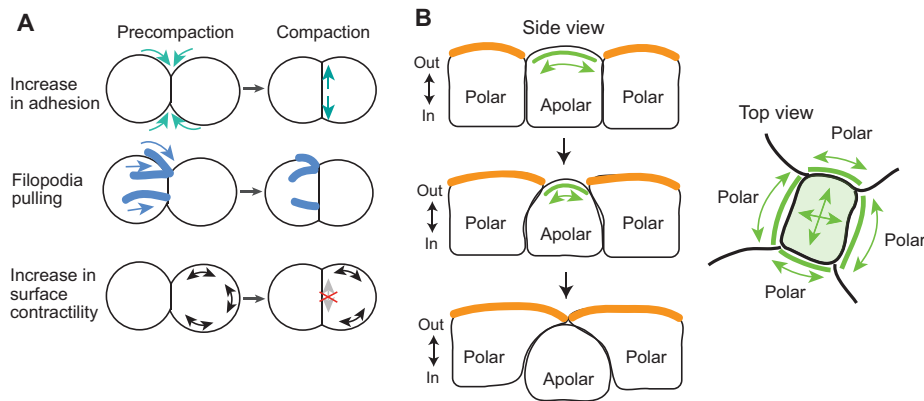 A
Precompaction
Compaction
Increase
in adhesion
Filopodia
pulling
Increase in
surface
contractility
B
Side view
Out
In
Polar
Apolar
Polar
Out
In
Polar
Apolar
Polar
Out
In
Polar
Apolar
Polar
Top view
Polar
Polar
Polar
Polar